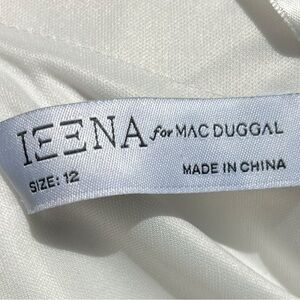 IEENA for MAC DUGGAL
SIZE: 12 MADE IN CHINA